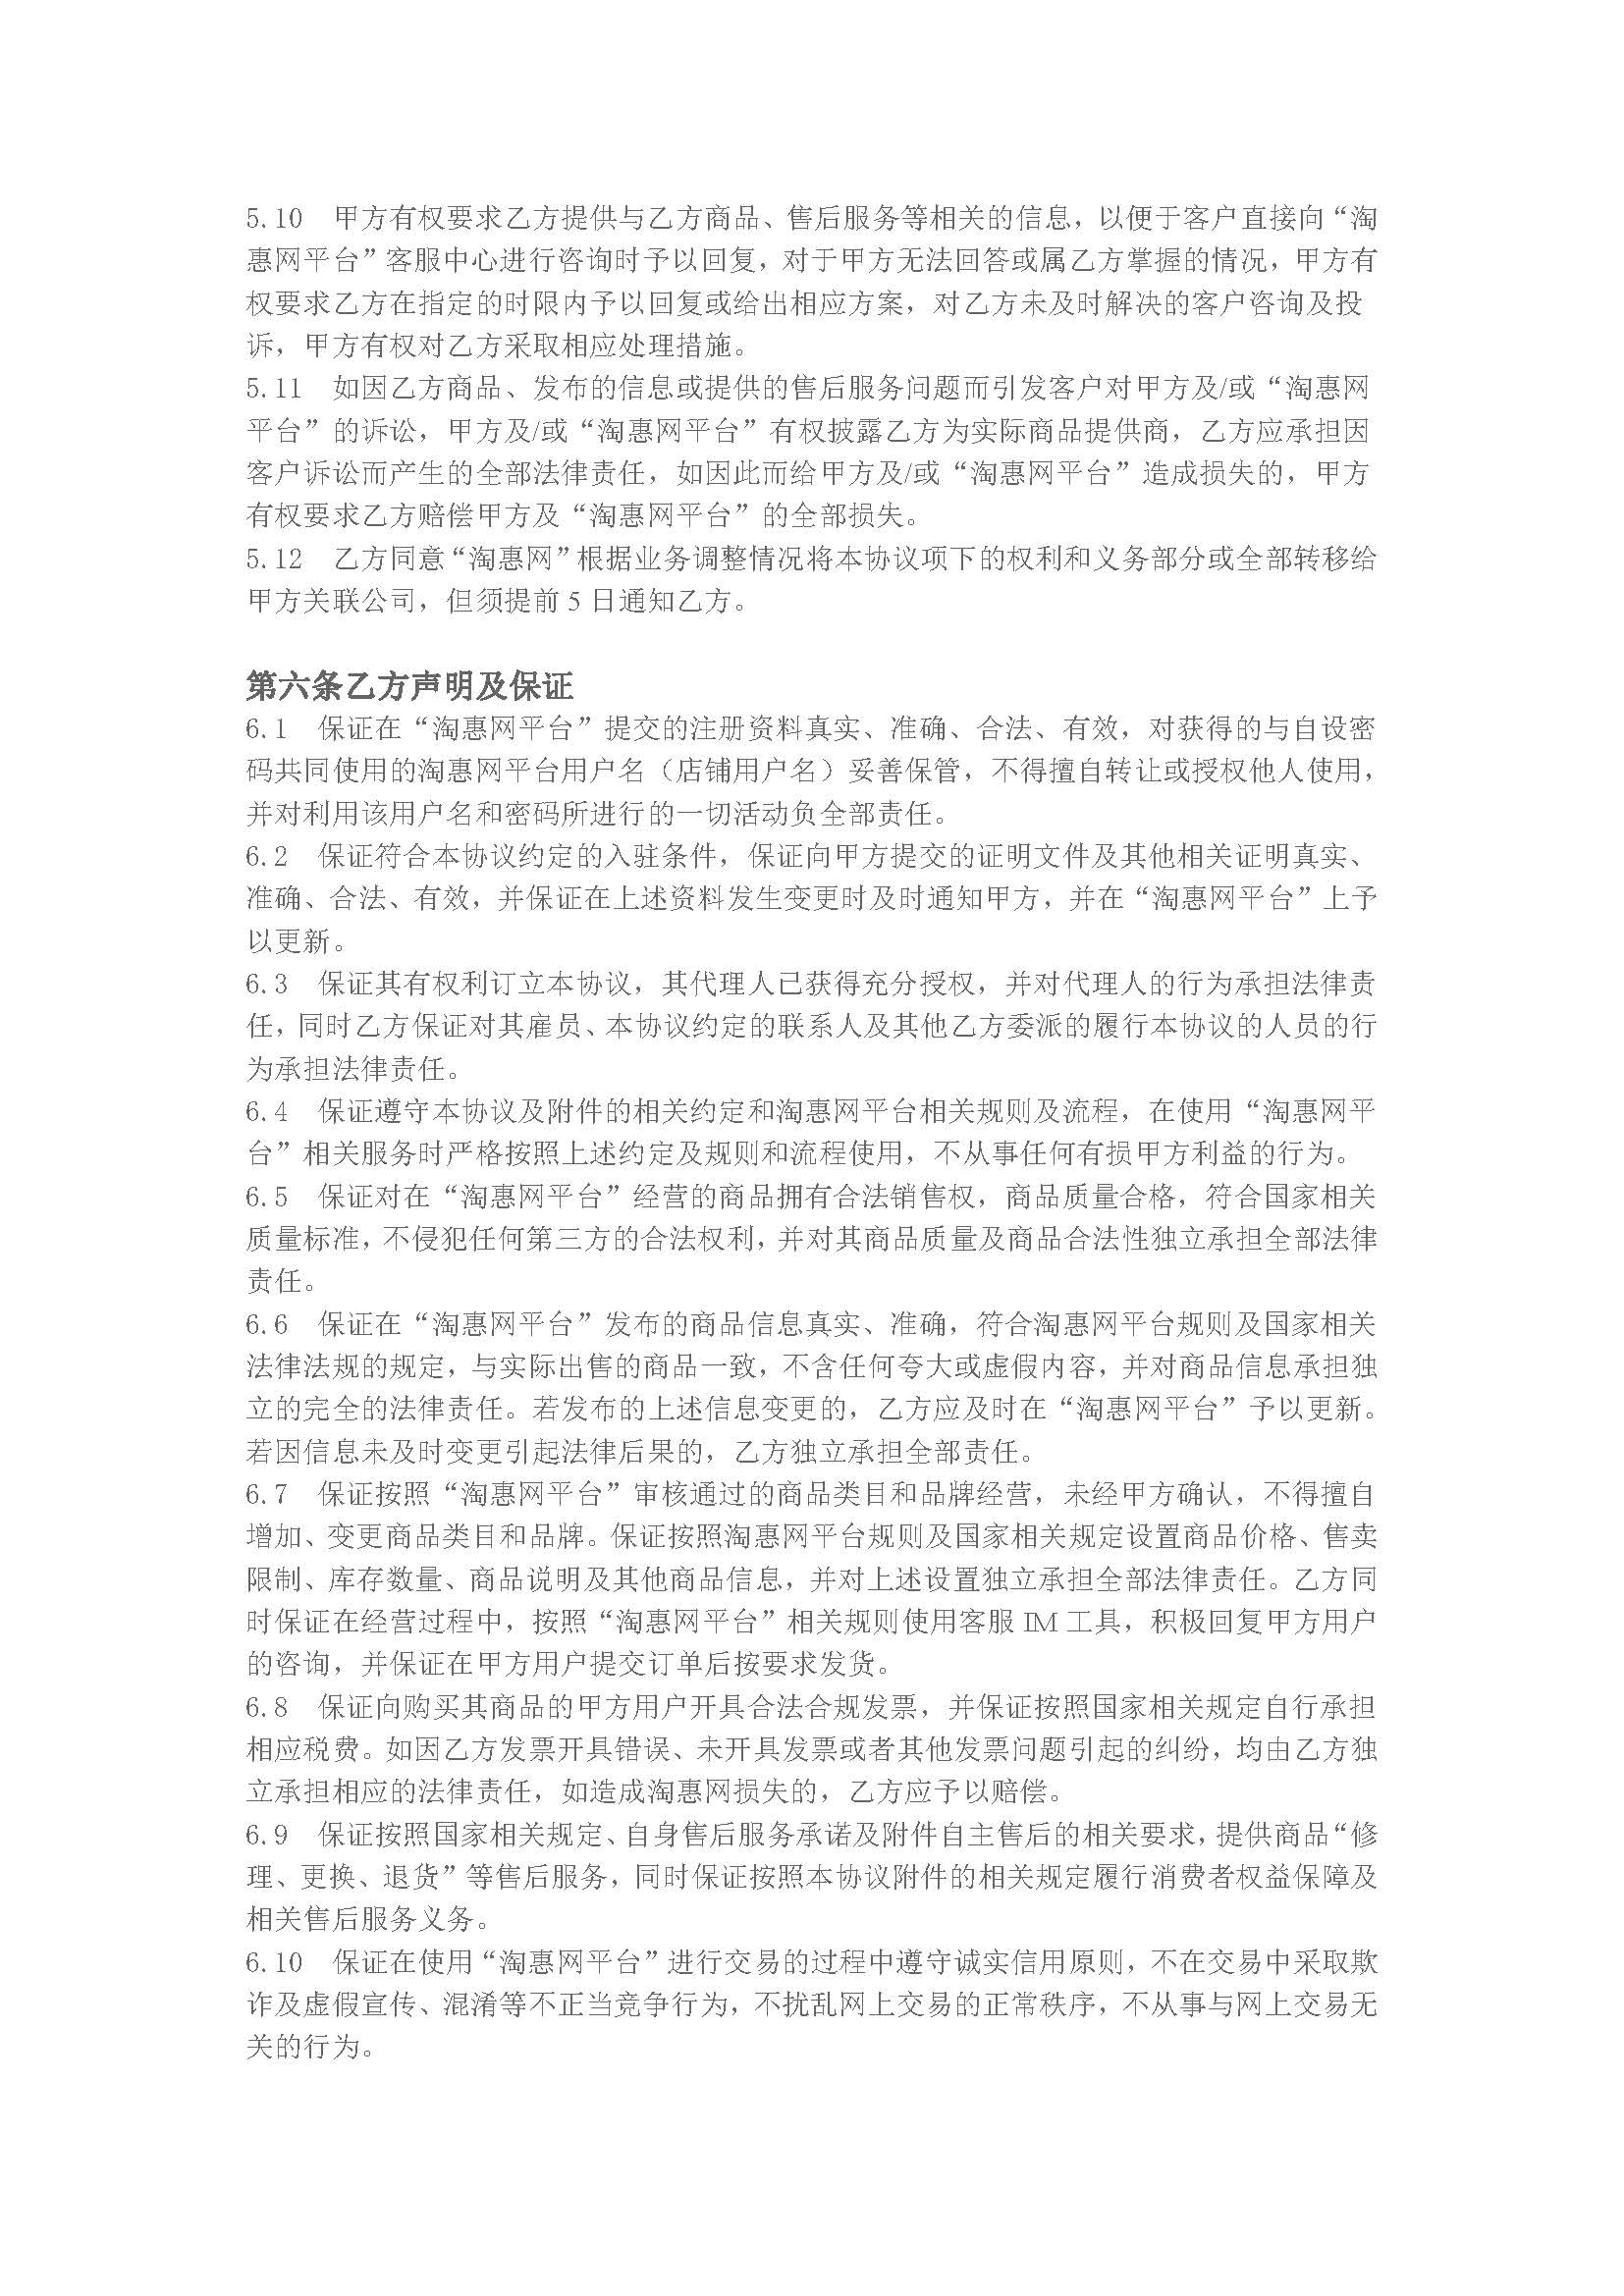 5.10 甲方有权要求乙方提供与乙方商品、售后服务等相关的信息，以便于客户直接向“淘
惠网平台”客服中心进行咨询时予以回复，对于甲方无法回答或属乙方掌握的情况，甲方有
权要求乙方在指定的时限内予以回复或给出相应方案，对乙方未及时解决的客户咨询及投
诉，甲方有权对乙方采取相应处理措施。
5.11 如因乙方商品、发布的信息或提供的售后服务问题而引发客户对甲方及/或“淘惠网
平台”的诉讼，甲方及/或“淘惠网平台”有权披露乙方为实际商品提供商，乙方应承担因
客户诉讼而产生的全部法律责任，如因此而给甲方及/或“淘惠网平台”造成损失的，甲方
有权要求乙方赔偿甲方及“淘惠网平台”的全部损失。
5.12 乙方同意“淘惠网”根据业务调整情况将本协议项下的权利和义务部分或全部转移给
甲方关联公司，但须提前 5 日通知乙方。
第六条乙方声明及保证
6.1 保证在“淘惠网平台”提交的注册资料真实、准确、合法、有效，对获得的与自设密
码共同使用的淘惠网平台用户名（店铺用户名）妥善保管，不得擅自转让或授权他人使用，
并对利用该用户名和密码所进行的一切活动负全部责任。
6.2 保证符合本协议约定的入驻条件，保证向甲方提交的证明文件及其他相关证明真实、
准确、合法、有效，并保证在上述资料发生变更时及时通知甲方，并在“淘惠网平台”上予
以更新。
6.3 保证其有权利订立本协议，其代理人已获得充分授权，并对代理人的行为承担法律责
任，同时乙方保证对其雇员、本协议约定的联系人及其他乙方委派的履行本协议的人员的行
为承担法律责任。
6.4 保证遵守本协议及附件的相关约定和淘惠网平台相关规则及流程，在使用“淘惠网平
台”相关服务时严格按照上述约定及规则和流程使用，不从事任何有损甲方利益的行为。
6.5 保证对在“淘惠网平台”经营的商品拥有合法销售权，商品质量合格，符合国家相关
质量标准，不侵犯任何第三方的合法权利，并对其商品质量及商品合法性独立承担全部法律
责任。
6.6 保证在“淘惠网平台”发布的商品信息真实、准确，符合淘惠网平台规则及国家相关
法律法规的规定，与实际出售的商品一致，不含任何夸大或虚假内容，并对商品信息承担独
立的完全的法律责任。若发布的上述信息变更的，乙方应及时在“淘惠网平台”予以更新。
若因信息未及时变更引起法律后果的，乙方独立承担全部责任。
6.7 保证按照“淘惠网平台”审核通过的商品类目和品牌经营，未经甲方确认，不得擅自
增加、变更商品类目和品牌。保证按照淘惠网平台规则及国家相关规定设置商品价格、售卖
限制、库存数量、商品说明及其他商品信息，并对上述设置独立承担全部法律责任。乙方同
时保证在经营过程中，按照“淘惠网平台”相关规则使用客服 IM 工具，积极回复甲方用户
的咨询，并保证在甲方用户提交订单后按要求发货。
6.8 保证向购买其商品的甲方用户开具合法合规发票，并保证按照国家相关规定自行承担
相应税费。如因乙方发票开具错误、未开具发票或者其他发票问题引起的纠纷，均由乙方独
立承担相应的法律责任，如造成淘惠网损失的，乙方应予以赔偿。
6.9 保证按照国家相关规定、自身售后服务承诺及附件自主售后的相关要求，提供商品“修
理、更换、退货”等售后服务，同时保证按照本协议附件的相关规定履行消费者权益保障及
相关售后服务义务。
6.10 保证在使用“淘惠网平台”进行交易的过程中遵守诚实信用原则，不在交易中采取欺
诈及虚假宣传、混淆等不正当竞争行为，不扰乱网上交易的正常秩序，不从事与网上交易无
关的行为。